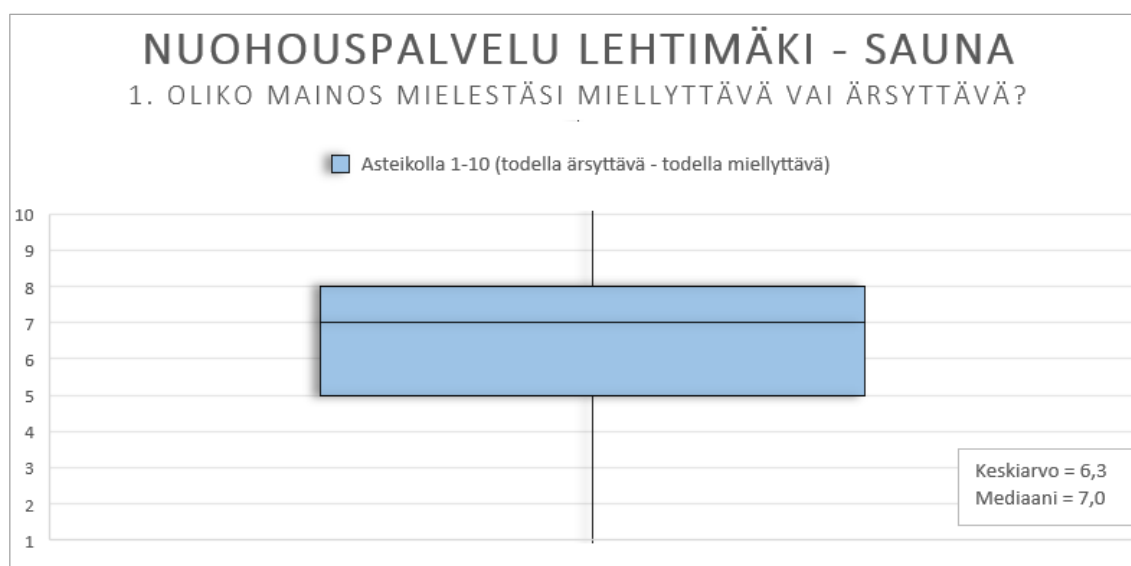 NUOHOUSPALVELU LEHTIMÄKI - SAUNA
1. OLIKO MAINOS MIELESTÄSI MIELLYTTÄVÄ VAI ÄRSYTTÄVÄ?
Asteikolla 1-10 (todella ärsyttävä - todella miellyttävä)
10
9
8
7
6
5
4
3
2
1
Keskiarvo = 6,3
Mediaani = 7,0